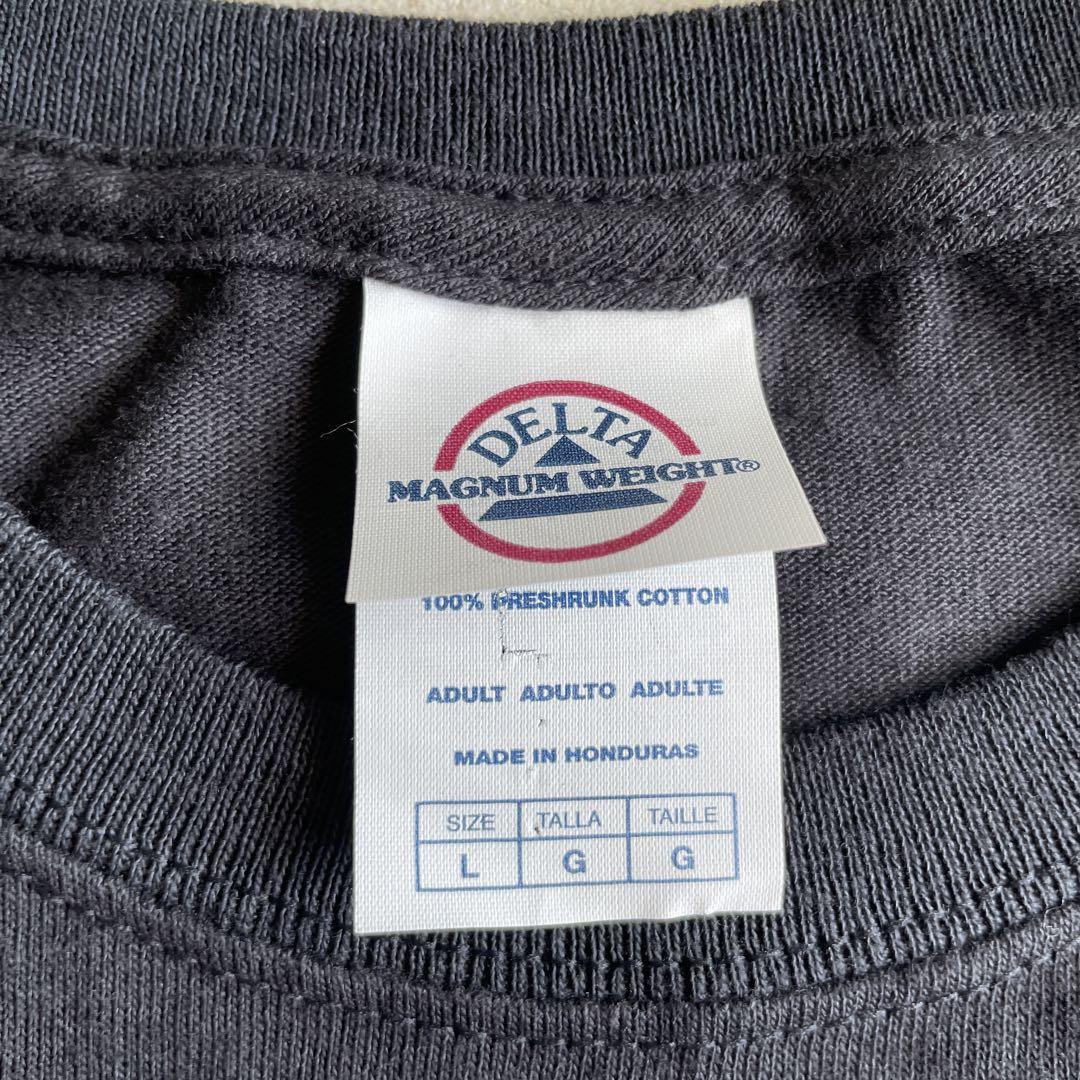 DELTA
MAGNUM WEIGHT®
100% PRESHRUNK COTTON
ADULT ADULTO ADULTE
MADE IN HONDURAS
SIZE TALLA TAILLE
L G G